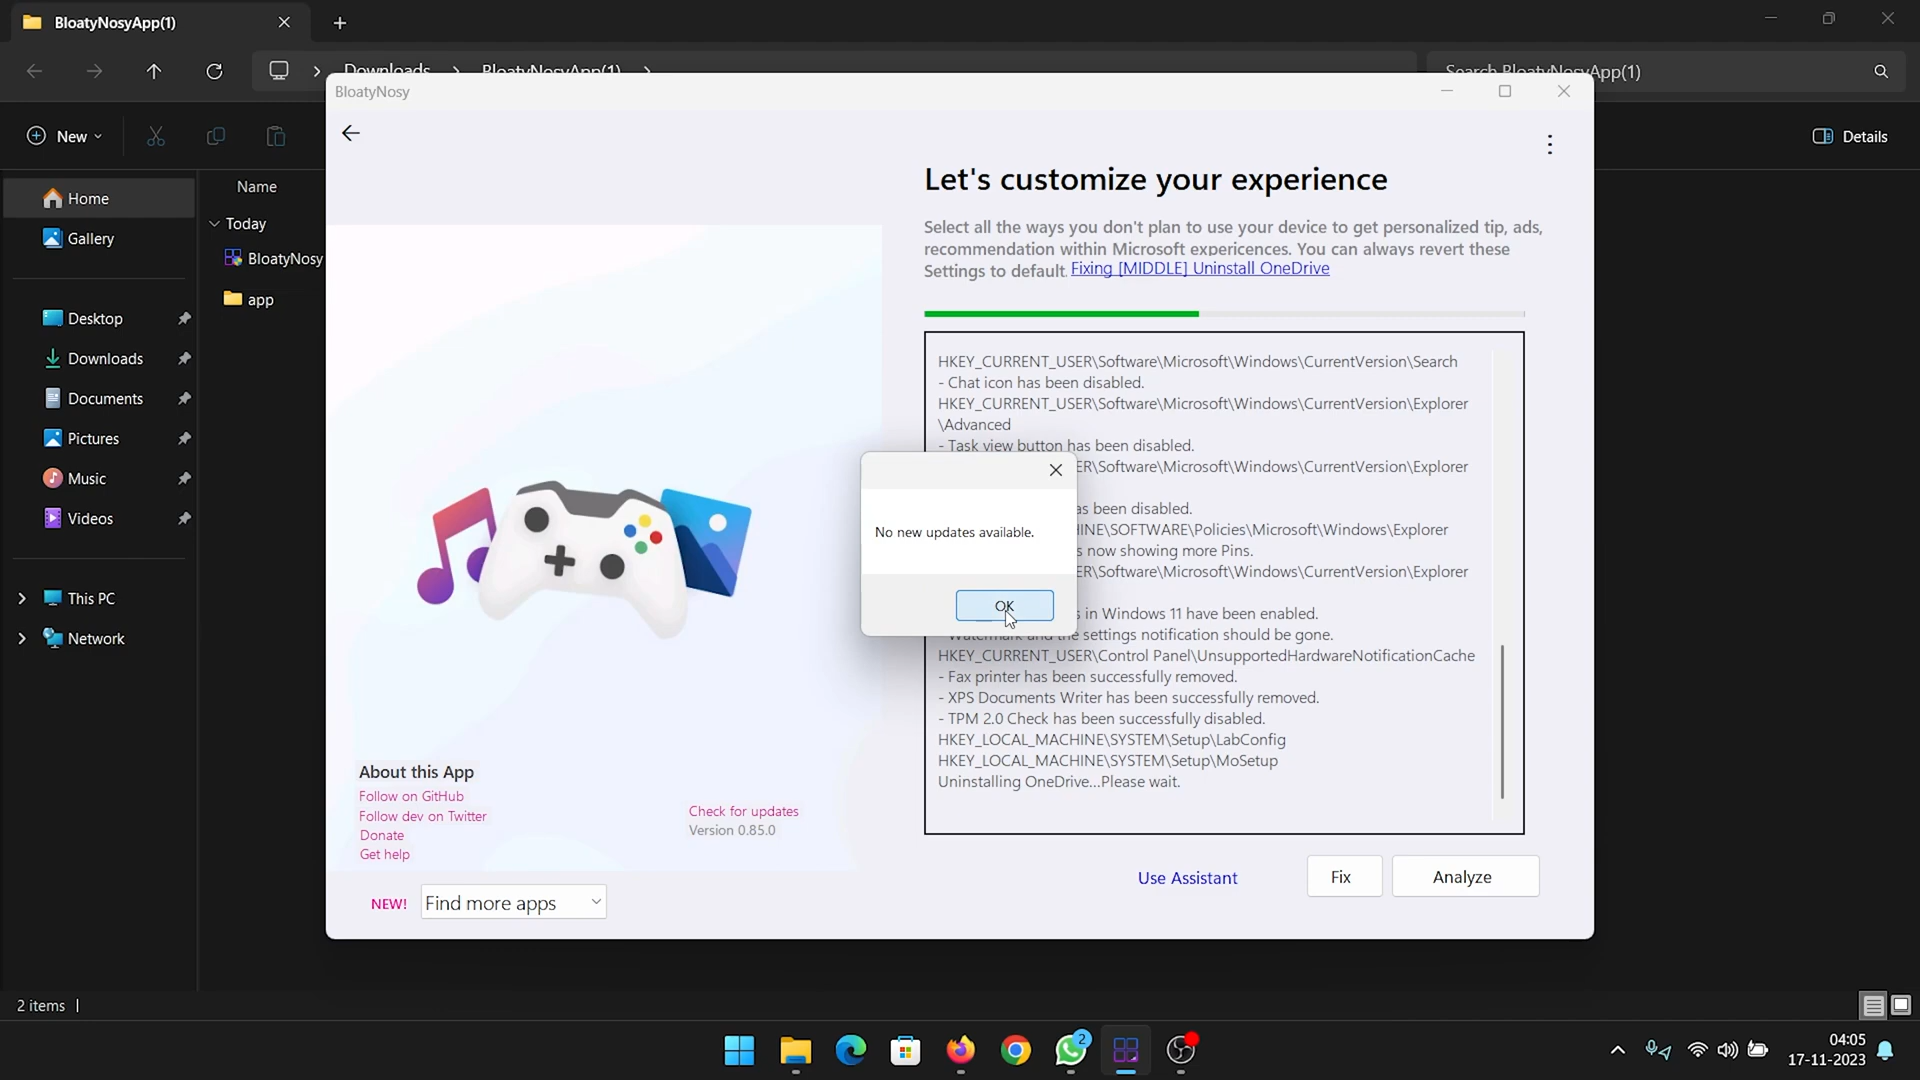 BloatyNosyApp(1)
Downloads
BloatyNosyApp(1)
Search BloatyNosyApp(1)
New
Details
BloatyNosy
Home
Gallery
Desktop
Downloads
Documents
Pictures
Music
Videos
This PC
Network
Name
Today
BloatyNosy
app
Let's customize your experience
Select all the ways you don't plan to use your device to get personalized tip, ads,
recommendation within Microsoft expericences. You can always revert these
Settings to default. Fixing [MIDDLE] Uninstall OneDrive
HKEY_CURRENT_USER\Software\Microsoft\Windows\CurrentVersion\Search
- Chat icon has been disabled.
HKEY_CURRENT_USER\Software\Microsoft\Windows\CurrentVersion\Explorer
\Advanced
- Task view button has been disabled.
ER\Software\Microsoft\Windows\CurrentVersion\Explorer
as been disabled.
INE\SOFTWARE\Policies\Microsoft\Windows\Explorer
s now showing more Pins.
ER\Software\Microsoft\Windows\CurrentVersion\Explorer
s in Windows 11 have been enabled.
- Watermark and the settings notification should be gone.
HKEY_CURRENT_USER\Control Panel\UnsupportedHardwareNotificationCache
- Fax printer has been successfully removed.
- XPS Documents Writer has been successfully removed.
- TPM 2.0 Check has been successfully disabled.
HKEY_LOCAL_MACHINE\SYSTEM\Setup\LabConfig
HKEY_LOCAL_MACHINE\SYSTEM\Setup\MoSetup
Uninstalling OneDrive...Please wait.
No new updates available.
OK
About this App
Follow on GitHub
Follow dev on Twitter
Donate
Get help
Check for updates
Version 0.85.0
NEW!
Find more apps
Use Assistant
Fix
Analyze
2 items
2
04:05
17-11-2023